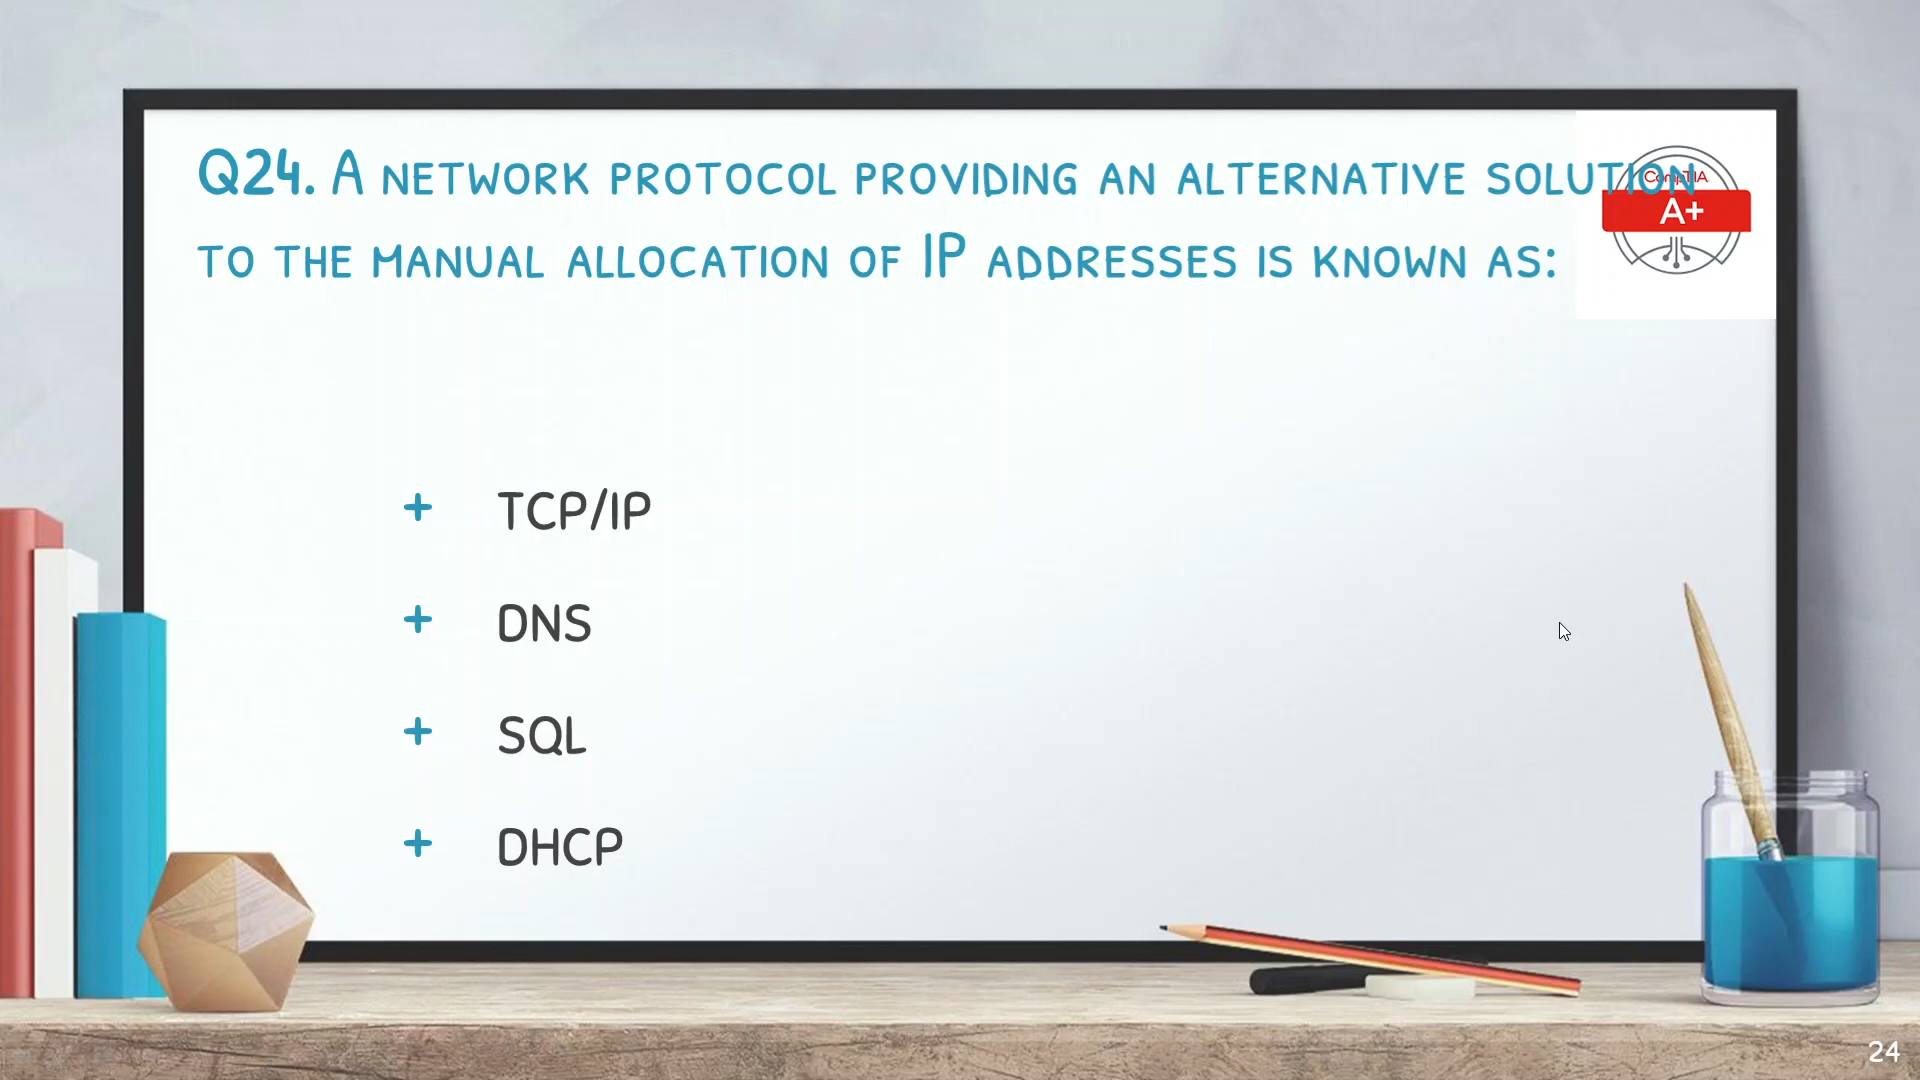 Q24. A NETWORK PROTOCOL PROVIDING AN ALTERNATIVE SOLUTION
TO THE MANUAL ALLOCATION OF IP ADDRESSES IS KNOWN AS:
CompTIA
A+
+ TCP/IP
+ DNS
+ SQL
+ DHCP
24